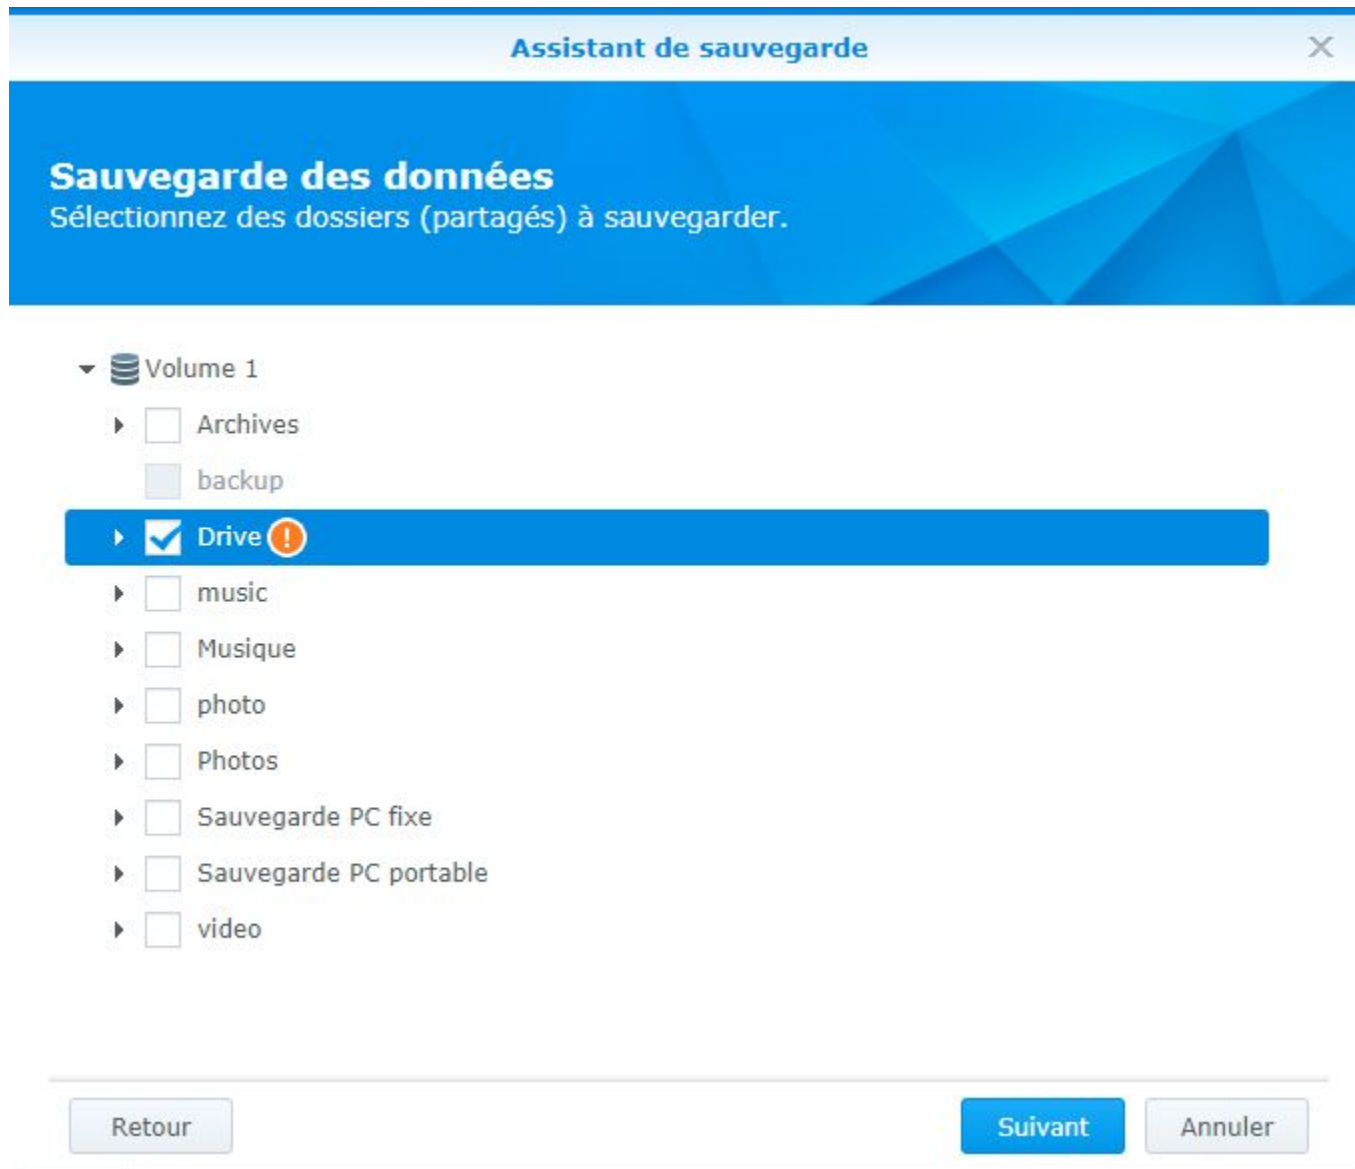 Assistant de sauvegarde
Sauvegarde des données
Sélectionnez des dossiers (partagés) à sauvegarder.
Volume 1
Archives
backup
Drive
music
Musique
photo
Photos
Sauvegarde PC fixe
Sauvegarde PC portable
video
Retour
Suivant
Annuler